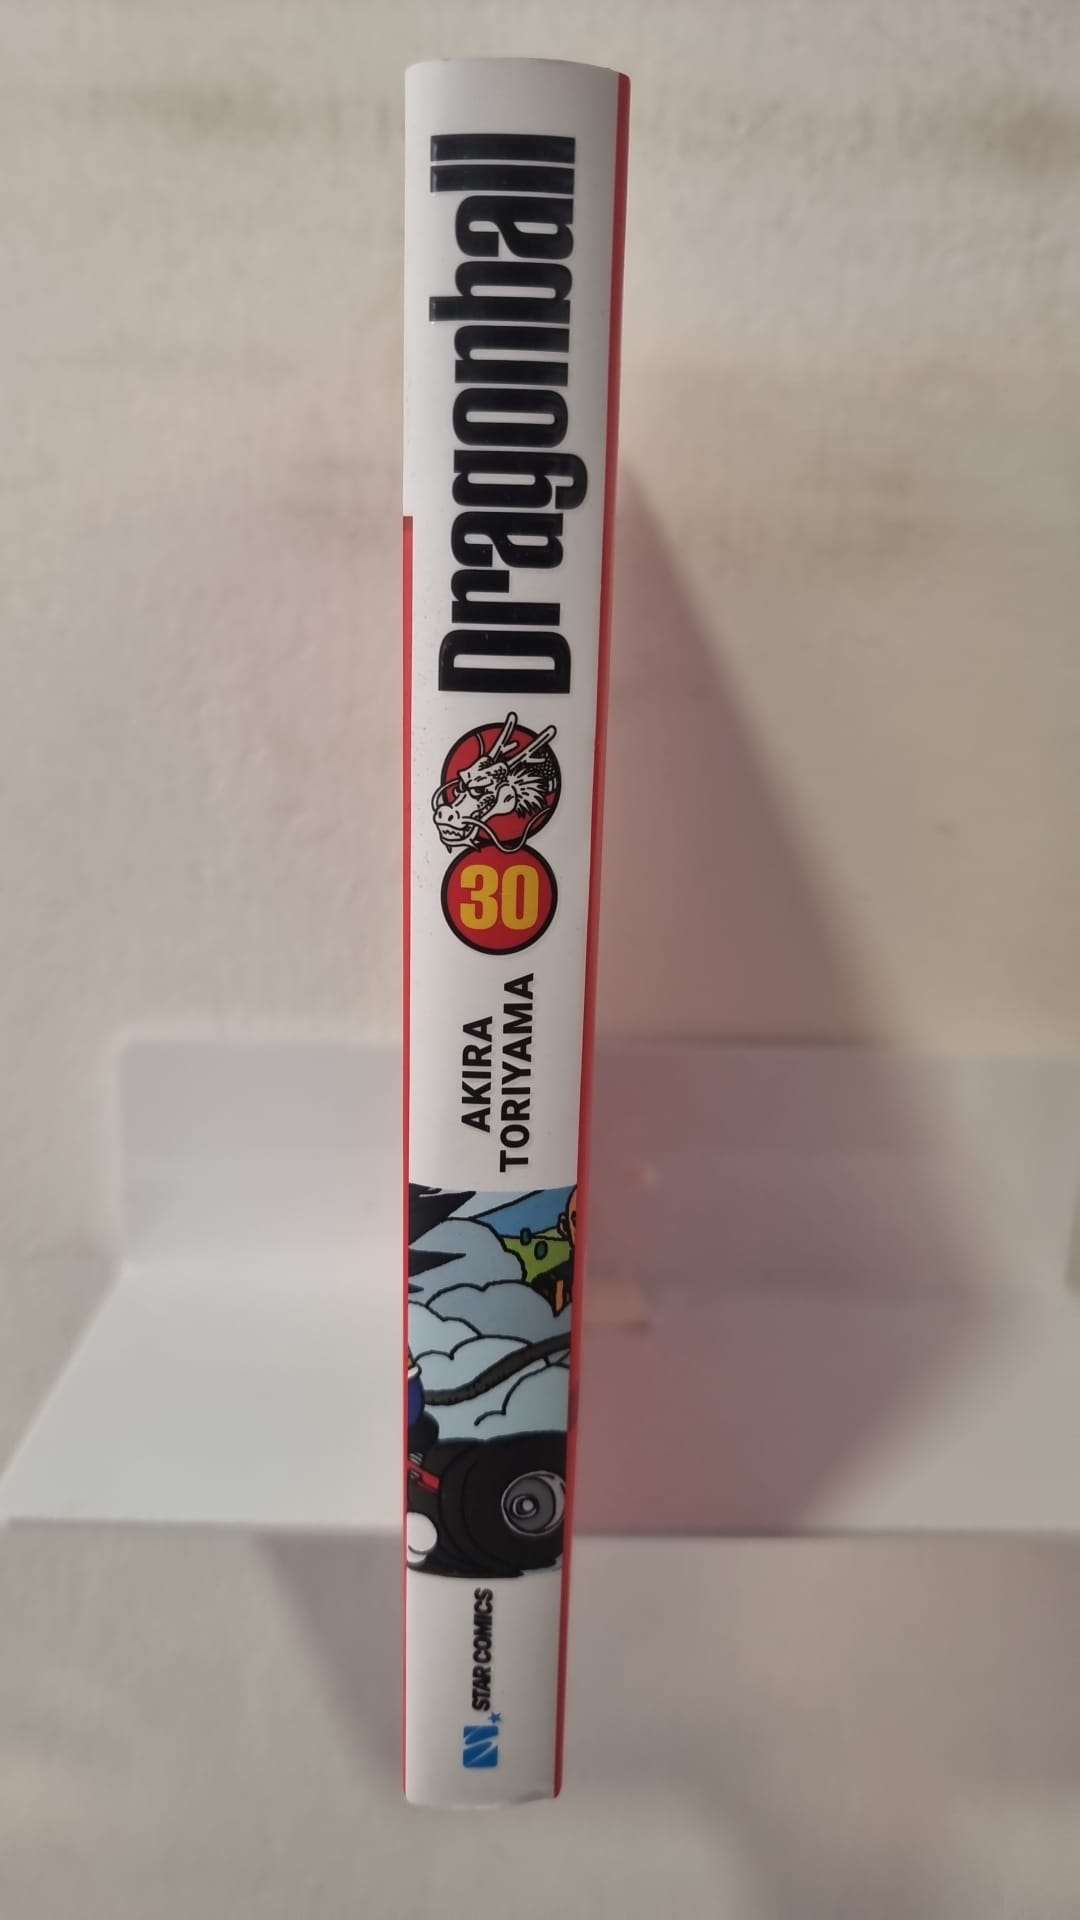 Dragonball
30
AKIRA
TORIYAMA
STAR COMICS